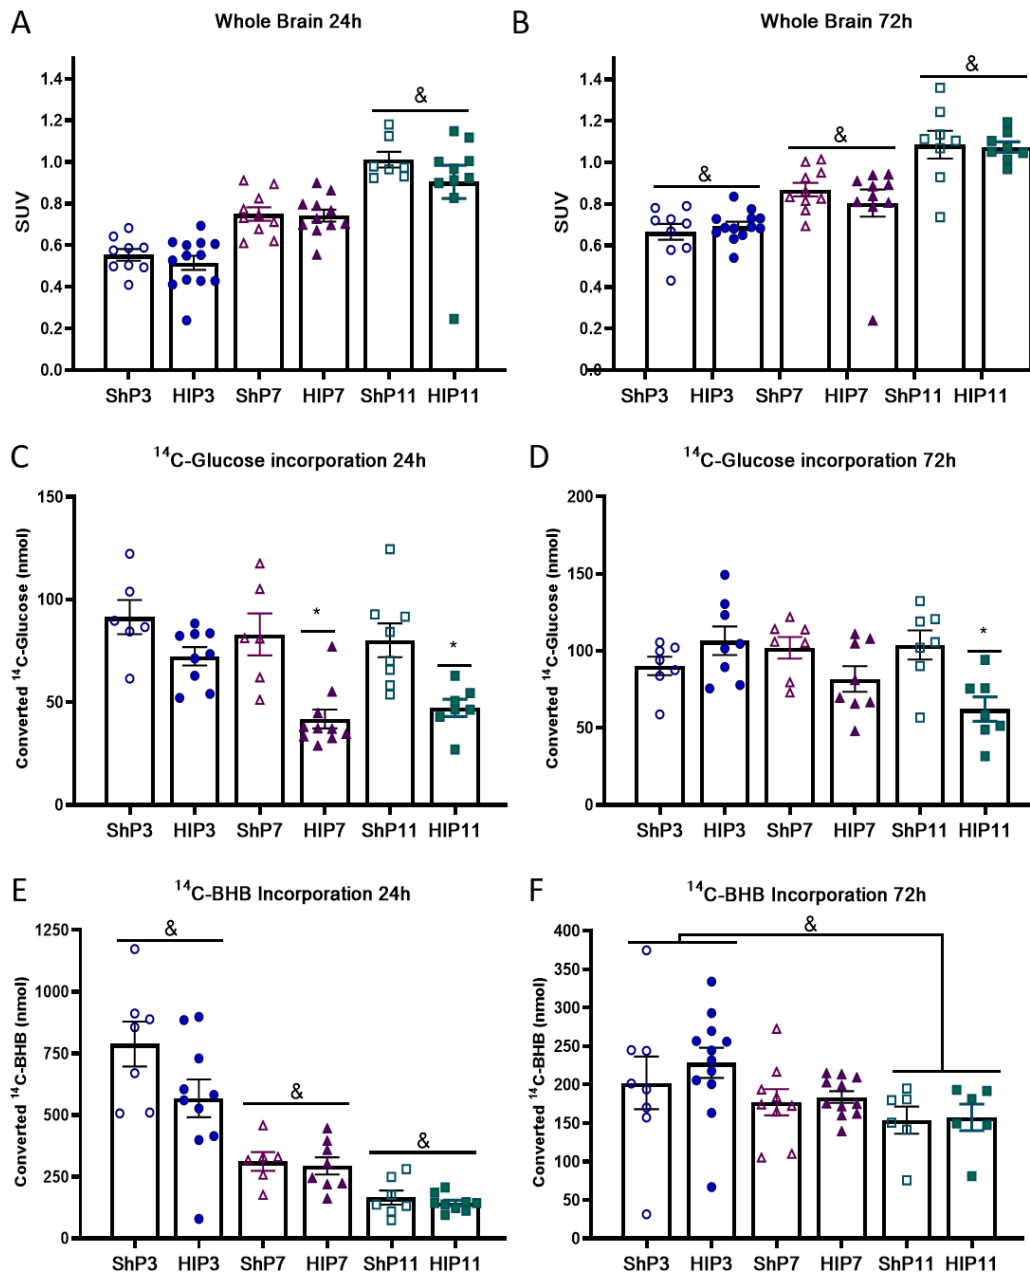 A
Whole Brain 24h
SUV
1.4
1.2
1.0
0.8
0.6
0.4
0.2
0.0
&
ShP3 HIP3 ShP7 HIP7 ShP11 HIP11
B
Whole Brain 72h
SUV
1.4
1.2
1.0
0.8
0.6
0.4
0.2
0.0
&
&
&
ShP3 HIP3 ShP7 HIP7 ShP11 HIP11
C
¹⁴C-Glucose incorporation 24h
Converted ¹⁴C-Glucose (nmol)
150
100
50
0
*
*
ShP3 HIP3 ShP7 HIP7 ShP11 HIP11
D
¹⁴C-Glucose incorporation 72h
Converted ¹⁴C-Glucose (nmol)
200
150
100
50
0
*
ShP3 HIP3 ShP7 HIP7 ShP11 HIP11
E
¹⁴C-BHB Incorporation 24h
Converted ¹⁴C-BHB (nmol)
1250
1000
750
500
250
0
&
&
&
ShP3 HIP3 ShP7 HIP7 ShP11 HIP11
F
¹⁴C-BHB Incorporation 72h
Converted ¹⁴C-BHB (nmol)
400
350
300
250
200
150
100
50
0
&
ShP3 HIP3 ShP7 HIP7 ShP11 HIP11